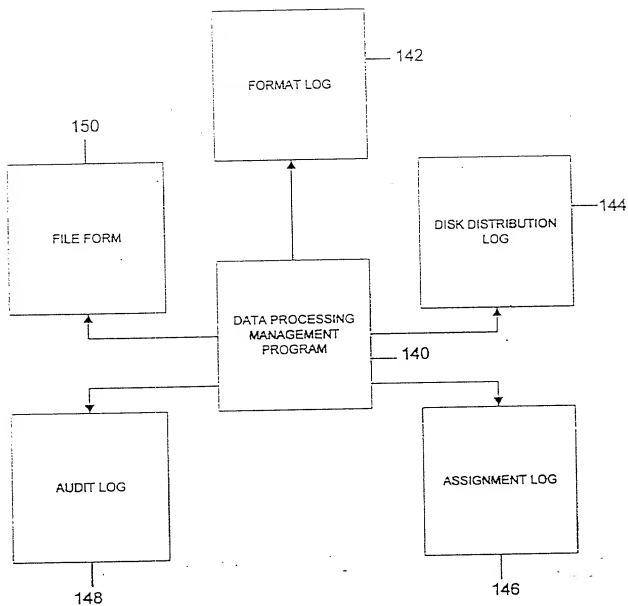 142
FORMAT LOG
150
FILE FORM
144
DISK DISTRIBUTION
LOG
DATA PROCESSING
MANAGEMENT
PROGRAM
140
AUDIT LOG
ASSIGNMENT LOG
148
146